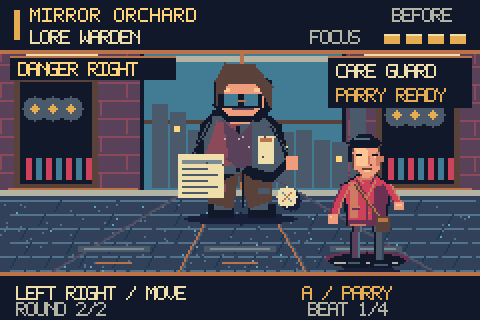 MIRROR ORCHARD
BEFORE
LORE WARDEN
FOCUS
DANGER RIGHT
CARE GUARD
PARRY READY
LEFT RIGHT / MOVE
A / PARRY
ROUND 2/2
BEAT 1/4